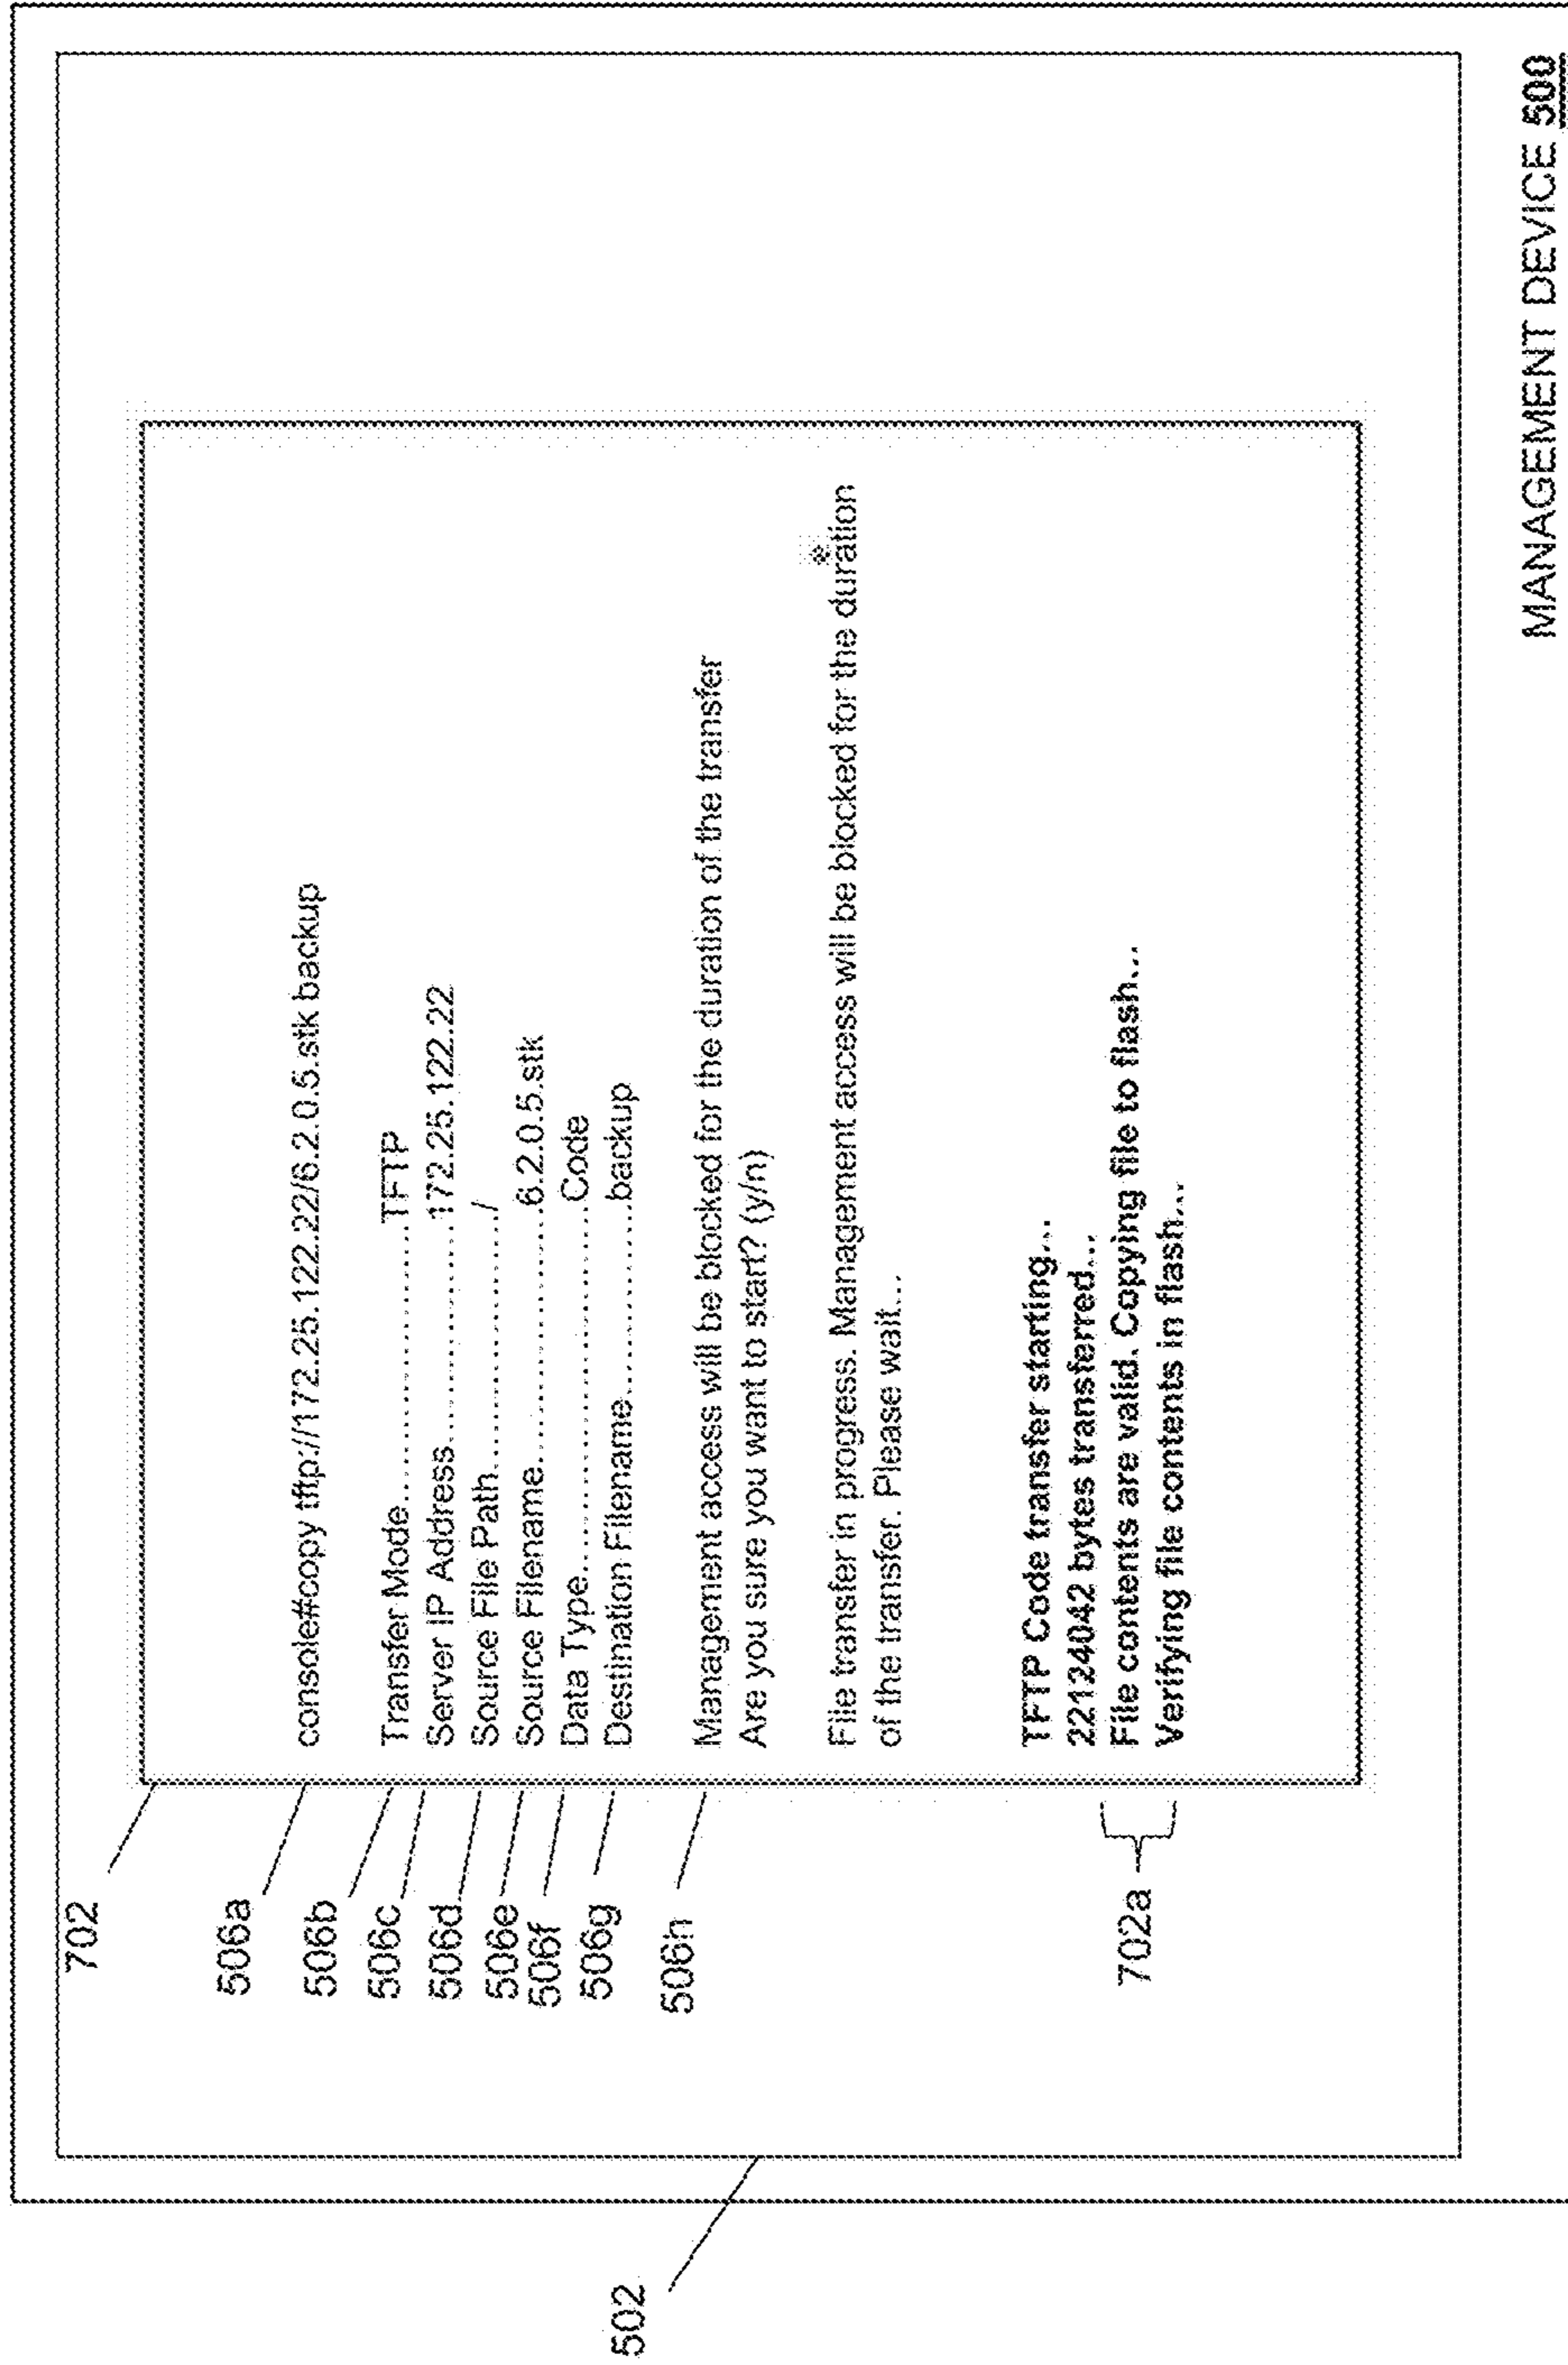 702
506a
console#copy tftp://172.25.122.22/6.2.0.5.stk backup
506b
Transfer Mode..............................TFTP
506c
Server IP Address.......................172.25.122.22
506d
Source File Path........................../
506e
Source Filename..........................6.2.0.5.stk
506f
Data Type......................................Code
506g
Destination Filename....................backup
506h
Management access will be blocked for the duration of the transfer
Are you sure you want to start? (y/n)
File transfer in progress. Management access will be blocked for the duration
of the transfer. Please wait...
TFTP Code transfer starting...
22124042 bytes transferred...
702a
File contents are valid. Copying file to flash...
Verifying file contents in flash...
502
MANAGEMENT DEVICE 500